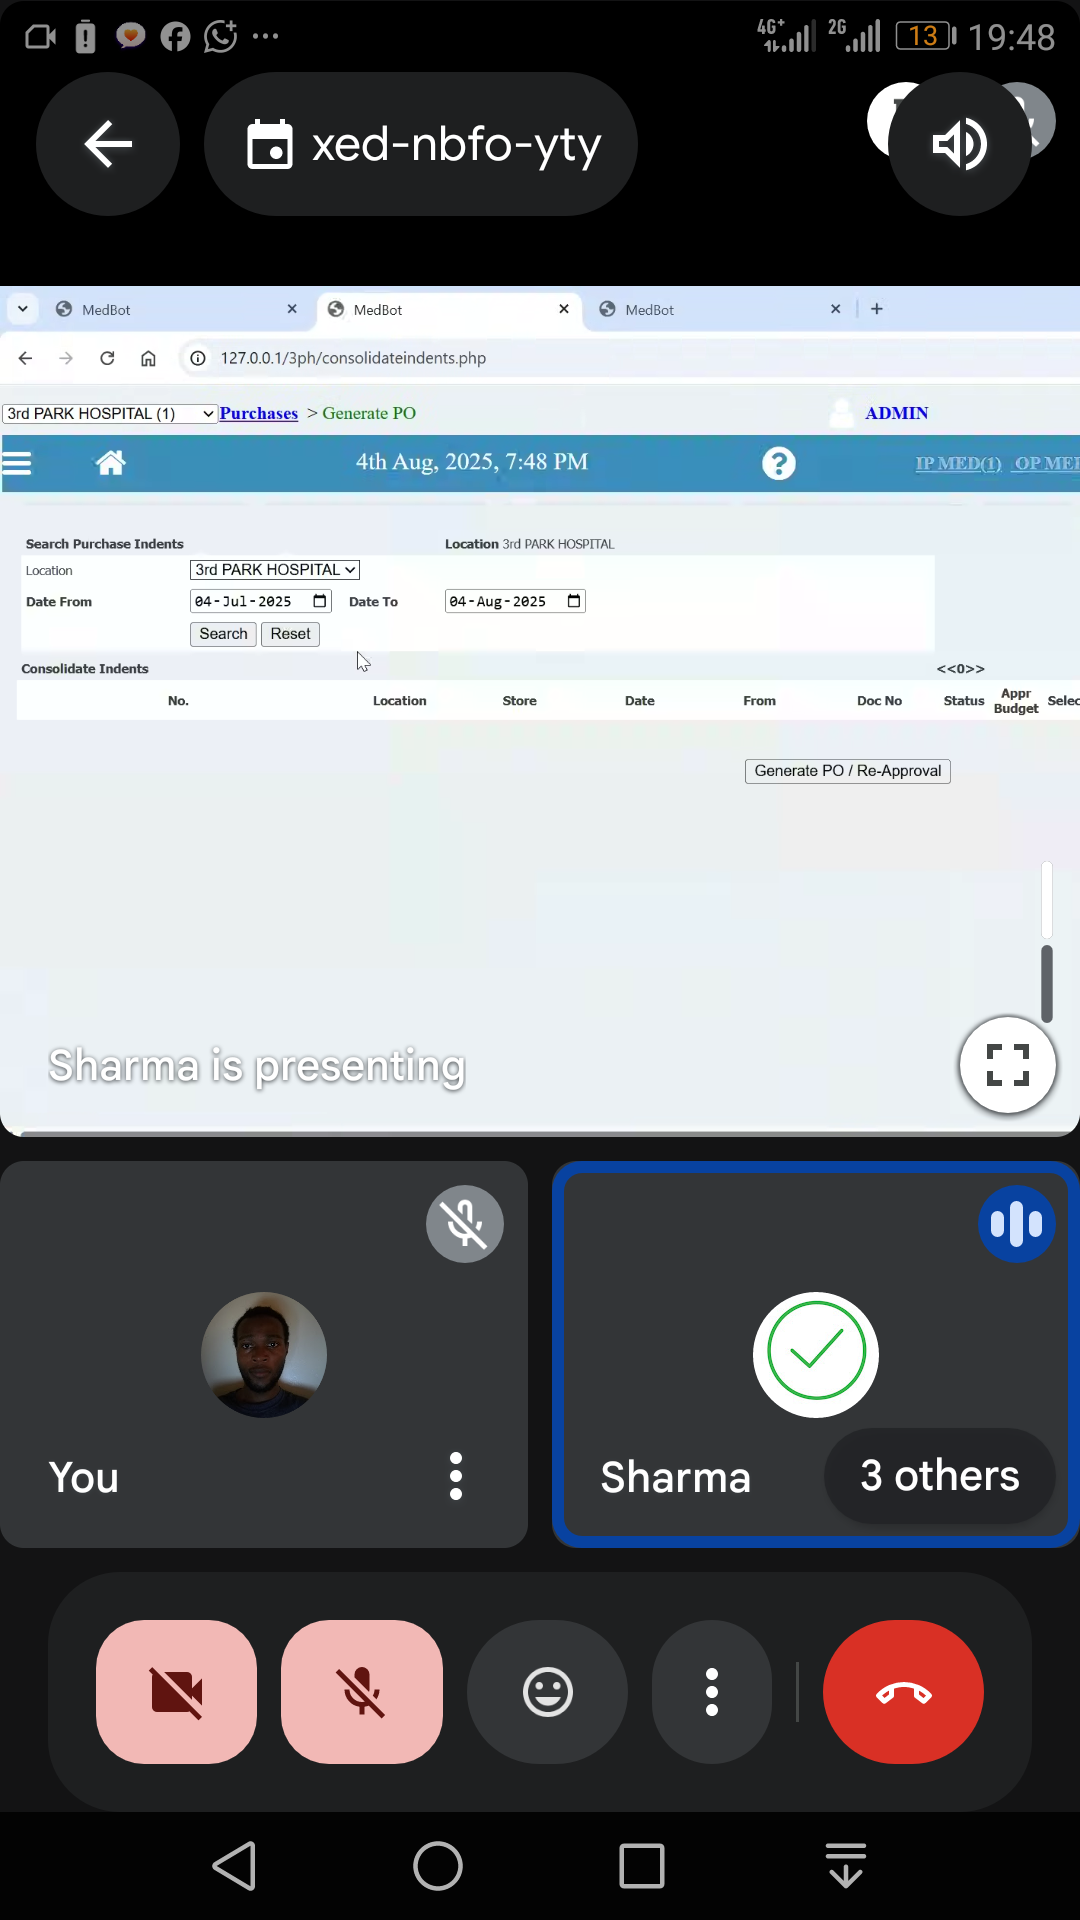 4G+ 2G 13 19:48
xed-nbfo-yty
MedBot MedBot MedBot
127.0.0.1/3ph/consolidateindents.php
3rd PARK HOSPITAL (1) Purchases > Generate PO ADMIN
4th Aug, 2025, 7:48 PM ? IP MED(1) OP MED
Search Purchase Indents Location 3rd PARK HOSPITAL
Location 3rd PARK HOSPITAL
Date From 04-Jul-2025 Date To 04-Aug-2025
Search Reset
Consolidate Indents <<0>>
No. Location Store Date From Doc No Status Appr Budget Selec
Generate PO / Re-Approval
Sharma is presenting
You Sharma 3 others